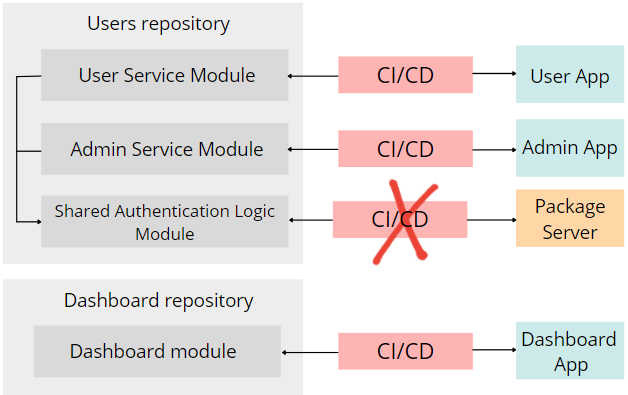 Users repository
User Service Module
CI/CD
User App
Admin Service Module
CI/CD
Admin App
Shared Authentication Logic
Module
CI/CD
Package
Server
Dashboard repository
Dashboard module
CI/CD
Dashboard
App